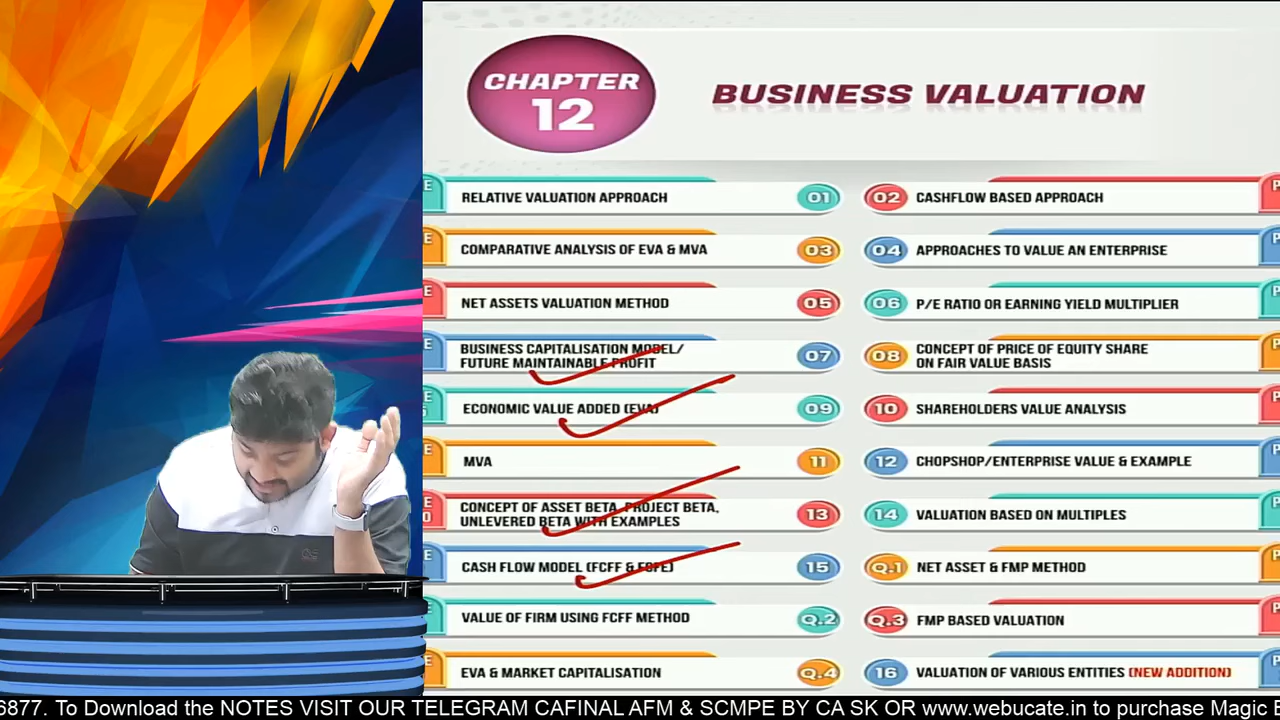 CHAPTER
12
BUSINESS VALUATION
RELATIVE VALUATION APPROACH 01
02 CASHFLOW BASED APPROACH
COMPARATIVE ANALYSIS OF EVA & MVA 03
04 APPROACHES TO VALUE AN ENTERPRISE
NET ASSETS VALUATION METHOD 05
06 P/E RATIO OR EARNING YIELD MULTIPLIER
BUSINESS CAPITALISATION MODEL/
FUTURE MAINTAINABLE PROFIT 07
08 CONCEPT OF PRICE OF EQUITY SHARE
ON FAIR VALUE BASIS
ECONOMIC VALUE ADDED (EVA) 09
10 SHAREHOLDERS VALUE ANALYSIS
MVA 11
12 CHOPSHOP/ENTERPRISE VALUE & EXAMPLE
CONCEPT OF ASSET BETA, PROJECT BETA,
UNLEVERED BETA WITH EXAMPLES 13
14 VALUATION BASED ON MULTIPLES
CASH FLOW MODEL (FCFF & FCFE) 15
Q.1 NET ASSET & FMP METHOD
VALUE OF FIRM USING FCFF METHOD Q.2
Q.3 FMP BASED VALUATION
EVA & MARKET CAPITALISATION Q.4
16 VALUATION OF VARIOUS ENTITIES (NEW ADDITION)
6877. To Download the NOTES VISIT OUR TELEGRAM CAFINAL AFM & SCMPE BY CA SK OR www.webucate.in to purchase Magic